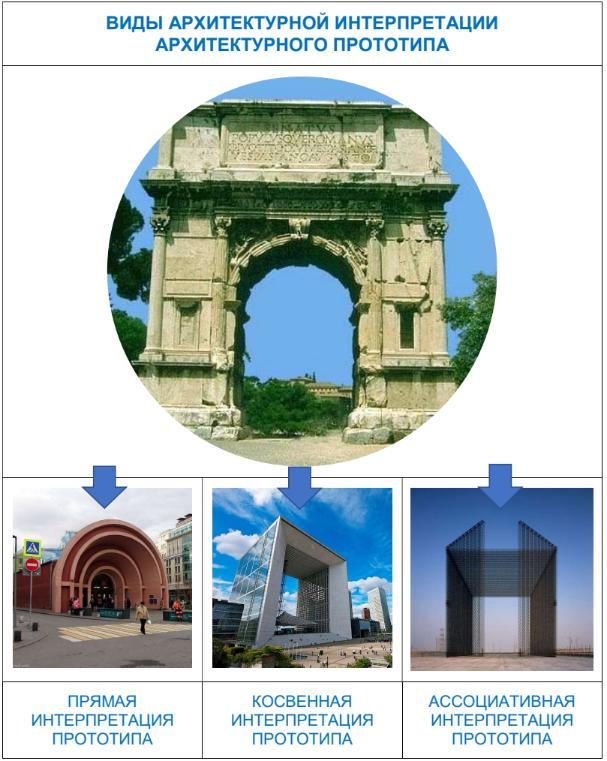 ВИДЫ АРХИТЕКТУРНОЙ ИНТЕРПРЕТАЦИИ
АРХИТЕКТУРНОГО ПРОТОТИПА
ПРЯМАЯ
ИНТЕРПРЕТАЦИЯ
ПРОТОТИПА
КОСВЕННАЯ
ИНТЕРПРЕТАЦИЯ
ПРОТОТИПА
АССОЦИАТИВНАЯ
ИНТЕРПРЕТАЦИЯ
ПРОТОТИПА